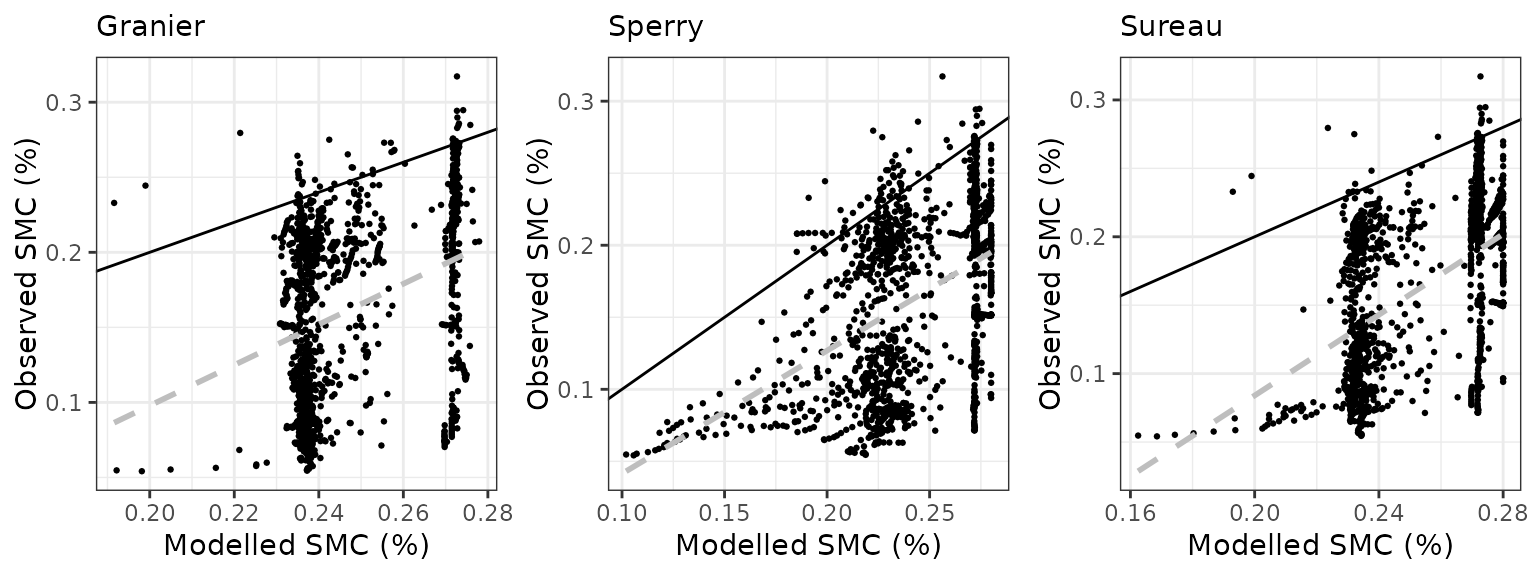 Granier
Observed SMC (%)
0.3
0.2
0.1
0.20 0.22 0.24 0.26 0.28
Modelled SMC (%)
Sperry
Observed SMC (%)
0.3
0.2
0.1
0.10 0.15 0.20 0.25
Modelled SMC (%)
Sureau
Observed SMC (%)
0.3
0.2
0.1
0.16 0.20 0.24 0.28
Modelled SMC (%)